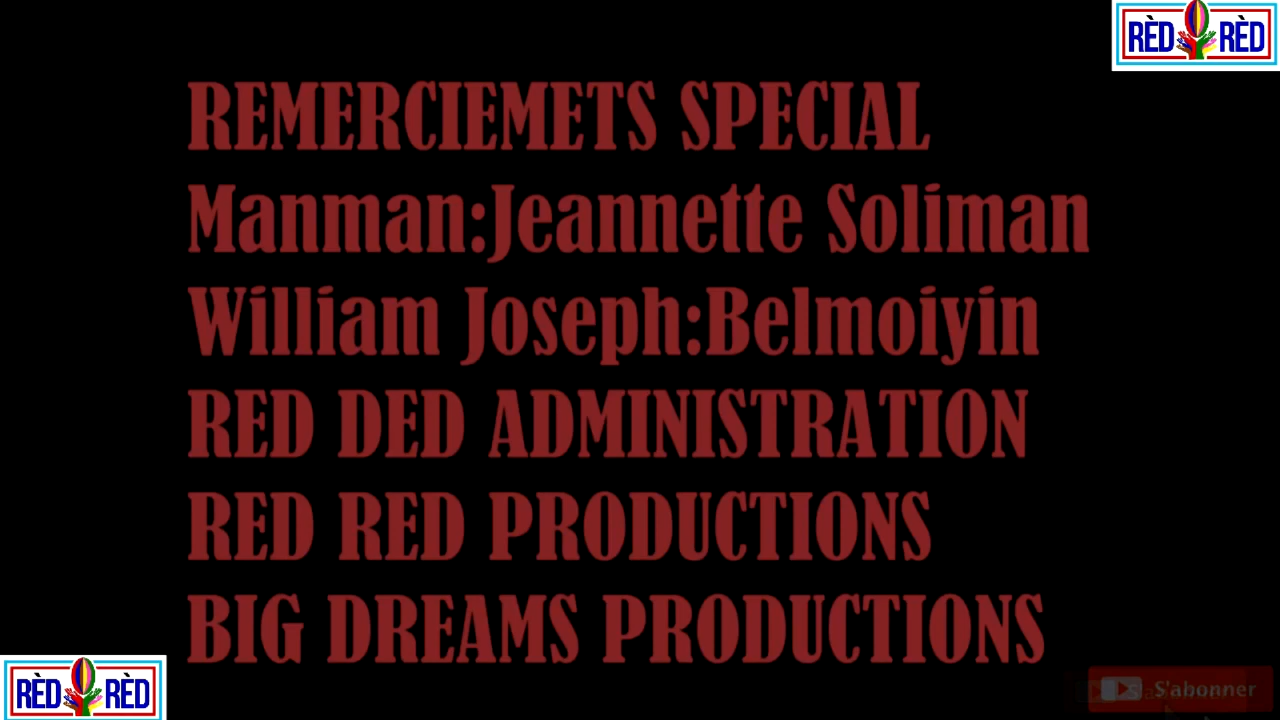 RÈD RÈD
REMERCIEMETS SPECIAL
Manman:Jeannette Soliman
William Joseph:Belmoiyin
RED DED ADMINISTRATION
RED RED PRODUCTIONS
BIG DREAMS PRODUCTIONS
RÈD RÈD
S'abonner